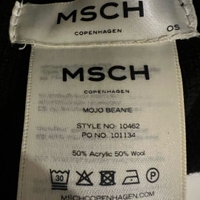 MSCH
COPENHAGEN
OS
MSCH
COPENHAGEN
MOJO BEANIE
STYLE NO: 10462
PO NO. 101134
50% Acrylic 50% Wool
30
MSCHCOPENHAGEN.COM